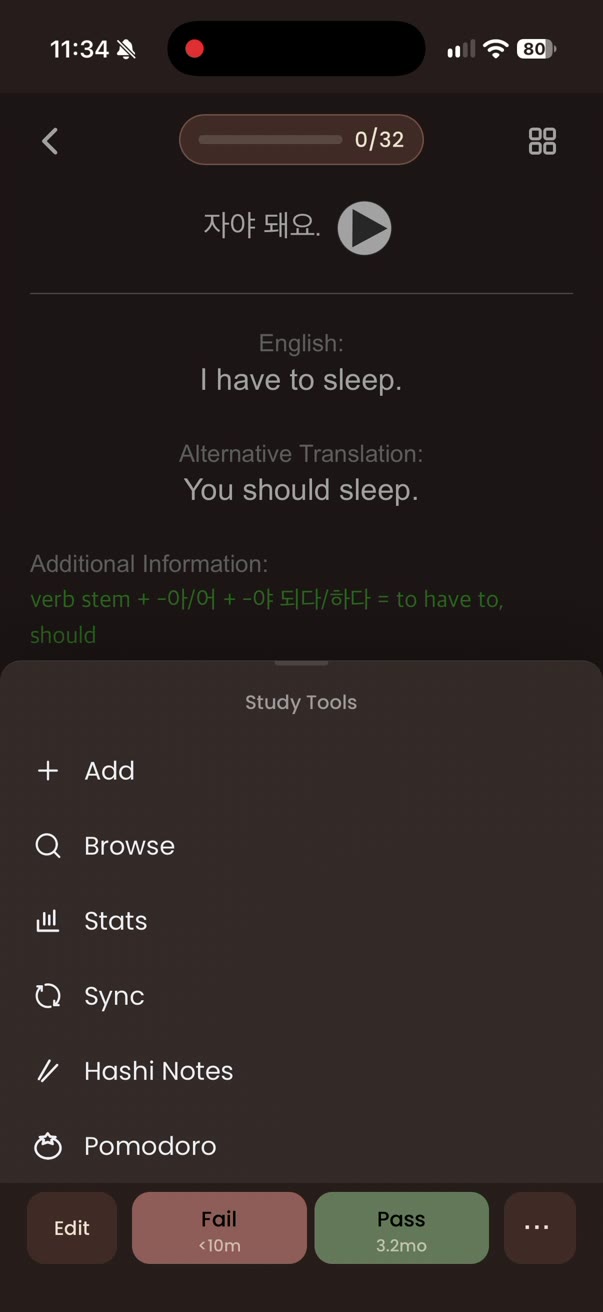 11:34
80
0/32
자야 돼요.
English:
I have to sleep.
Alternative Translation:
You should sleep.
Additional Information:
verb stem + -아/어 + -야 되다/하다 = to have to,
should
Study Tools
Add
Browse
Stats
Sync
Hashi Notes
Pomodoro
Edit
Fail
<10m
Pass
3.2mo
...